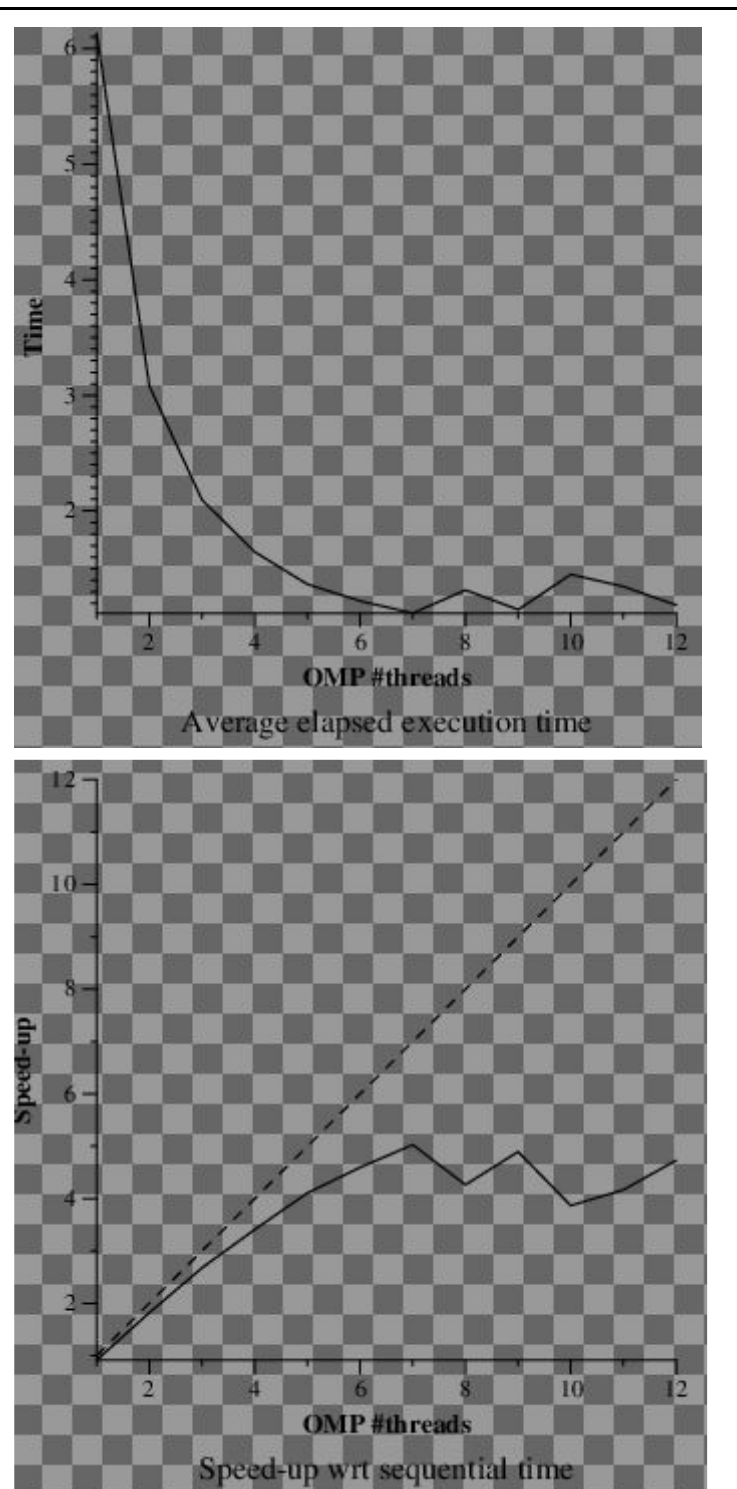 6
5
4
3
2
Time
2 4 6 8 10 12
OMP #threads
Average elapsed execution time
12
10
8
6
4
2
Speed-up
2 4 6 8 10 12
OMP #threads
Speed-up wrt sequential time